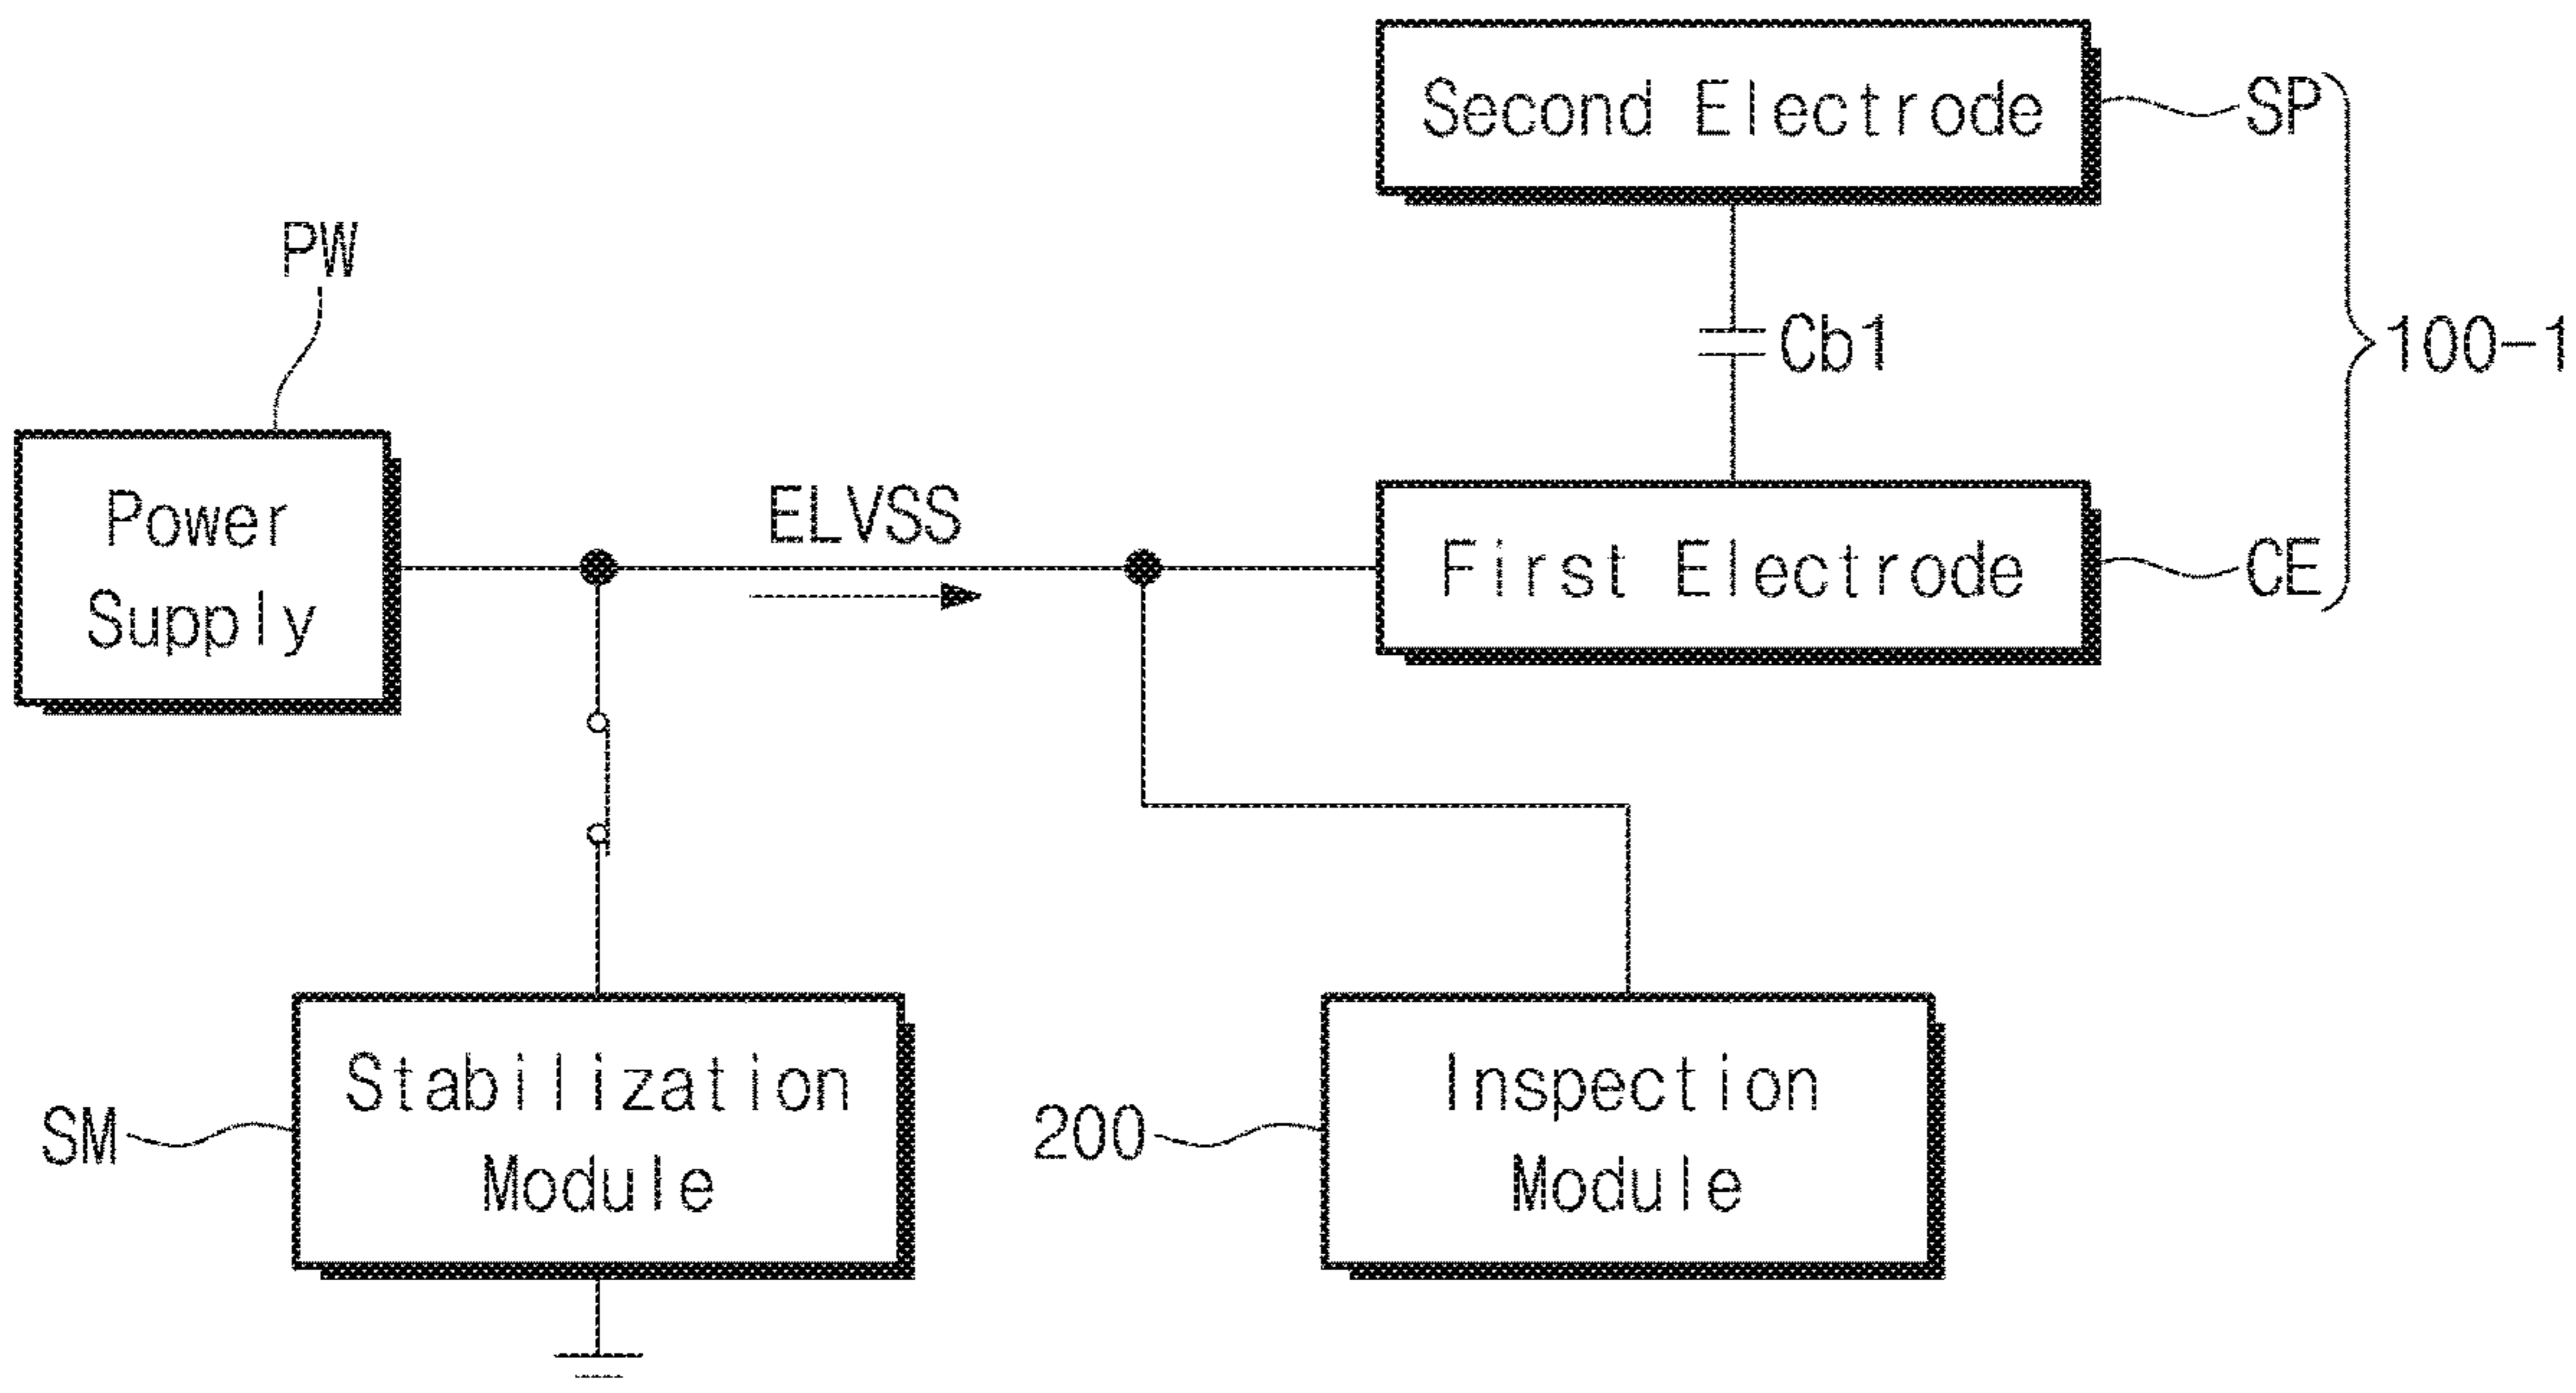 Second Electrode
SP
PW
Cb1
100-1
Power
Supply
ELVSS
First Electrode
CE
Stabilization
Module
SM
Inspection
Module
200